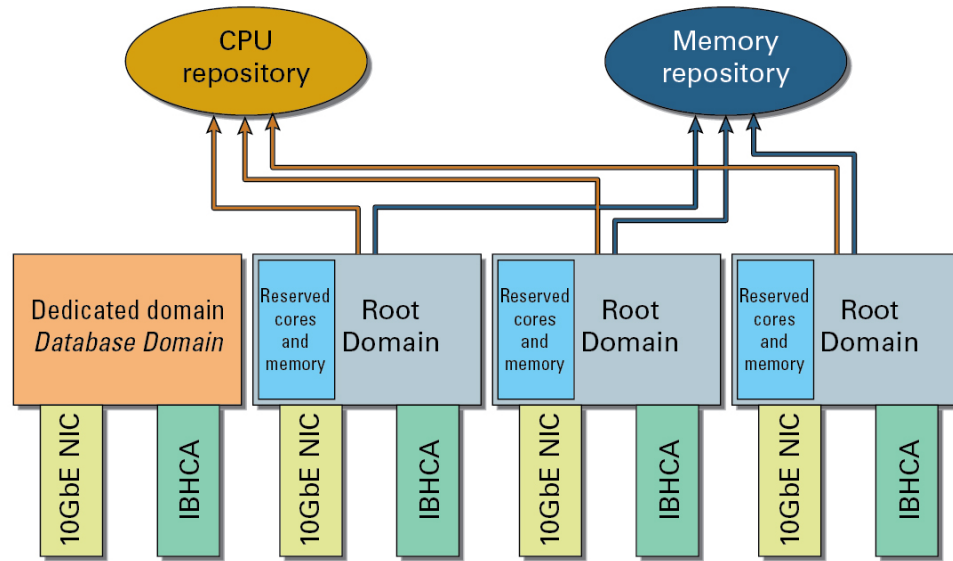 CPU
repository
Memory
repository
Dedicated domain
Database Domain
Reserved
cores
and
memory
Root
Domain
Reserved
cores
and
memory
Root
Domain
Reserved
cores
and
memory
Root
Domain
10GbE NIC
IBHCA
10GbE NIC
IBHCA
10GbE NIC
IBHCA
10GbE NIC
IBHCA